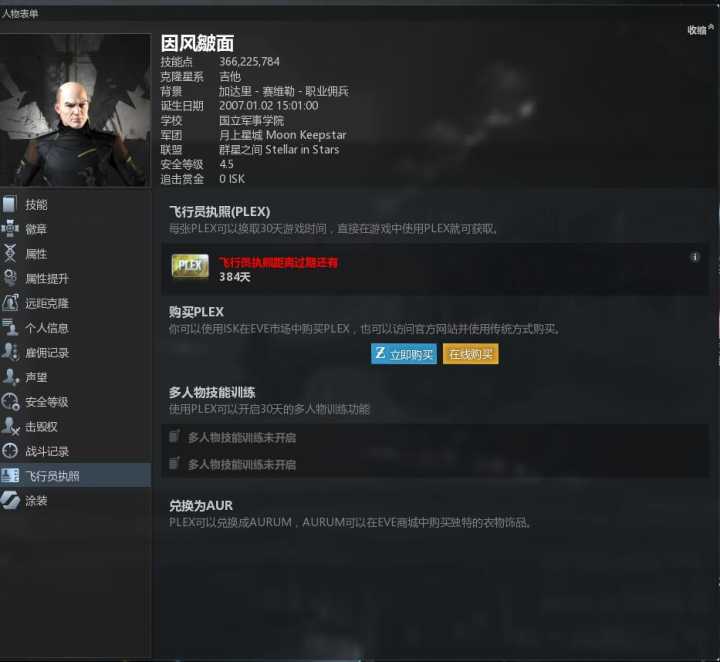 人物表单
收缩
因风皱面
技能点 366,225,784
克隆星系 吉他
背景 加达里 - 赛维勒 - 职业佣兵
诞生日期 2007.01.02 15:01:00
学校 国立军事学院
军团 月上星城 Moon Keepstar
联盟 群星之间 Stellar in Stars
安全等级 4.5
追击赏金 0 ISK
技能
徽章
属性
属性提升
远距克隆
个人信息
雇佣记录
声望
安全等级
击毁权
战斗记录
飞行员执照
涂装
飞行员执照(PLEX)
每张PLEX可以换取30天游戏时间，直接在游戏中使用PLEX就可获取。
PLEX
飞行员执照距离过期还有
384天
购买PLEX
你可以使用ISK在EVE市场中购买PLEX，也可以访问官方网站并使用传统方式购买。
Z 立即购买
在线购买
多人物技能训练
使用PLEX可以开启30天的多人物训练功能
多人物技能训练未开启
多人物技能训练未开启
兑换为AUR
PLEX可以兑换成AURUM，AURUM可以在EVE商城中购买独特的衣物饰品。